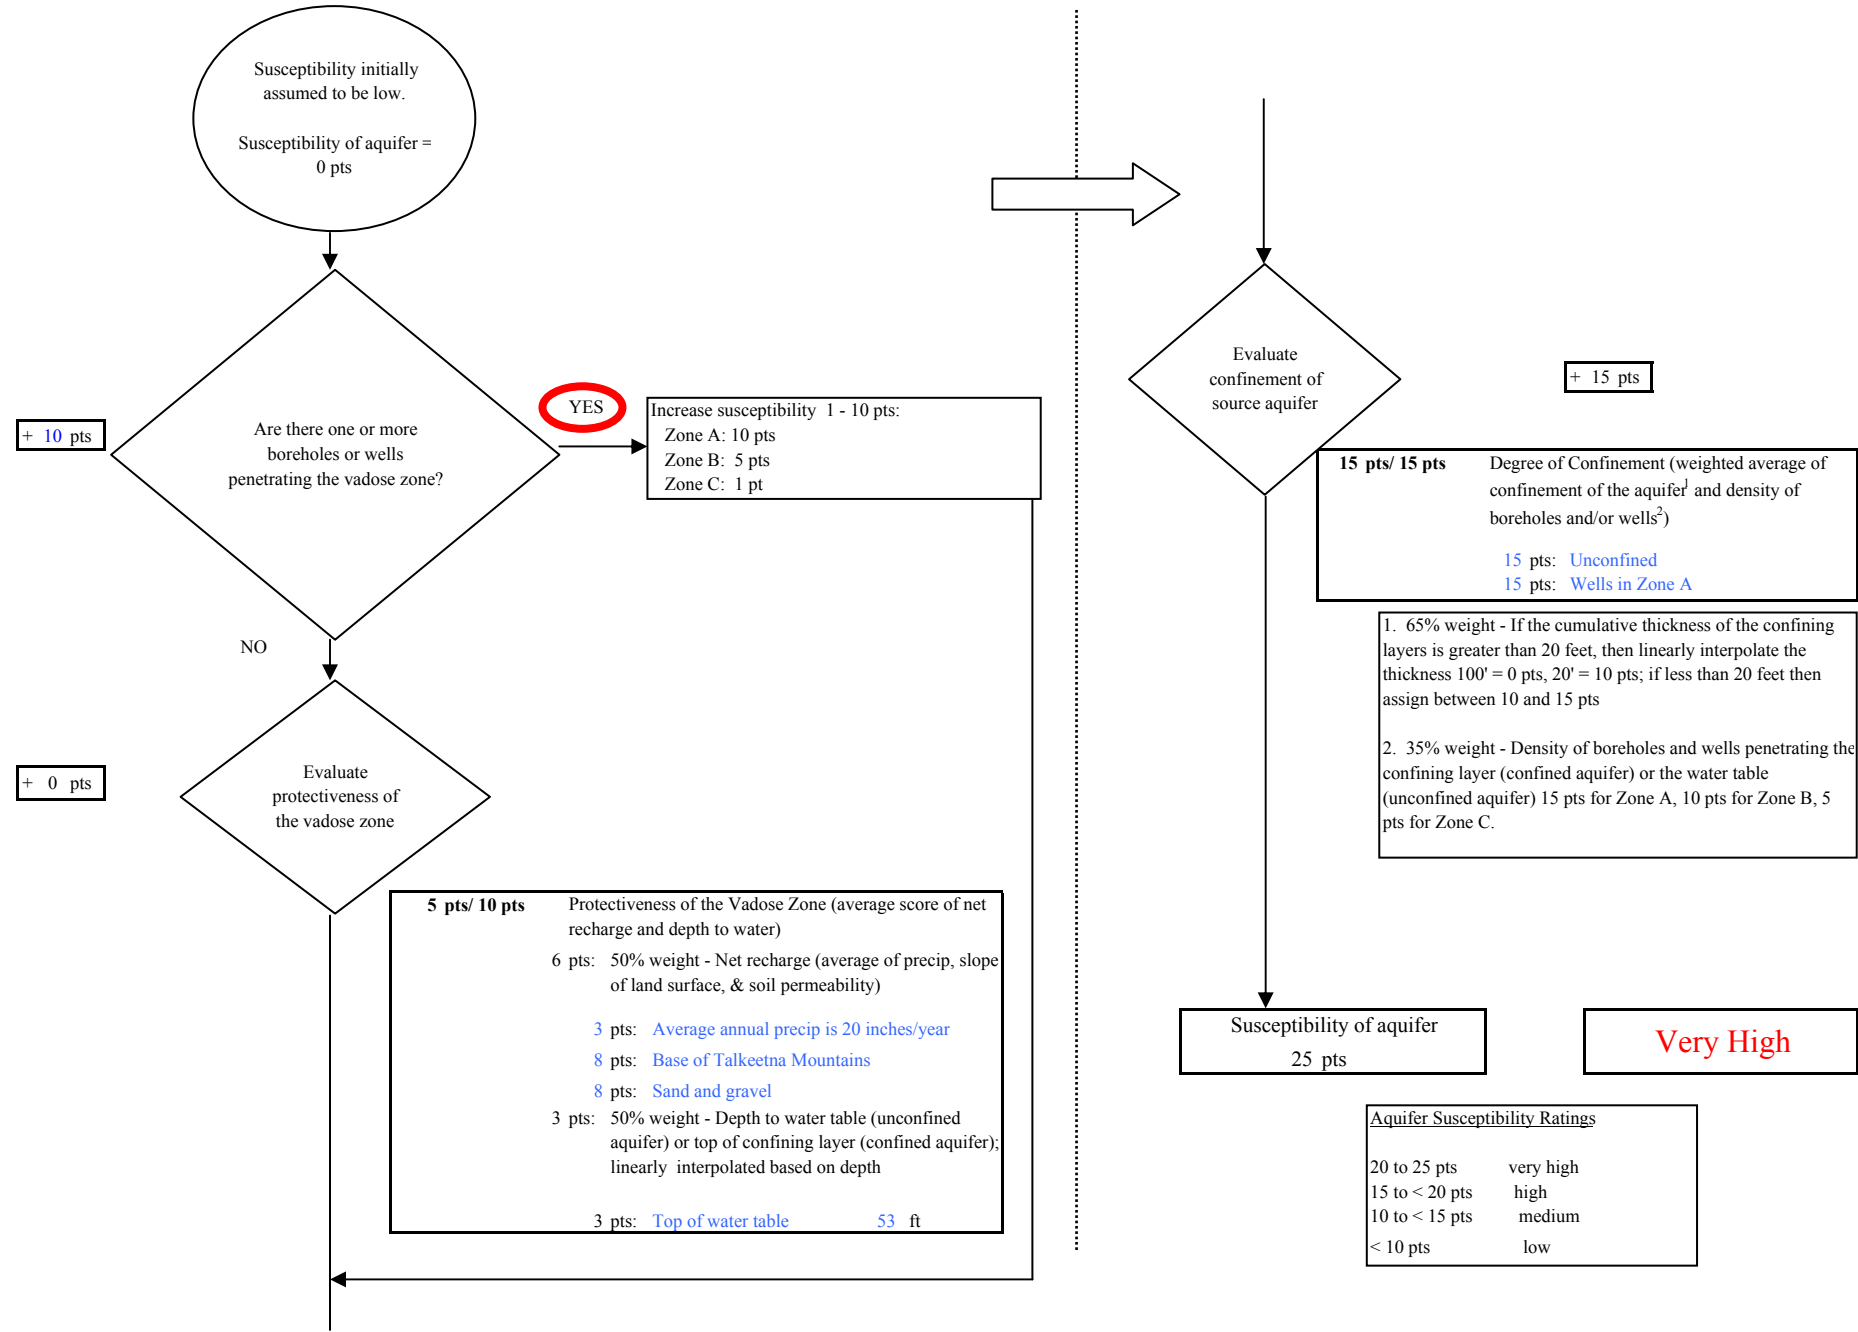 Susceptibility initially
assumed to be low.
Susceptibility of aquifer =
0 pts
+ 10 pts
Are there one or more
boreholes or wells
penetrating the vadose zone?
YES
Increase susceptibility 1 - 10 pts:
Zone A: 10 pts
Zone B: 5 pts
Zone C: 1 pt
NO
+ 0 pts
Evaluate
protectiveness of
the vadose zone
5 pts/ 10 pts Protectiveness of the Vadose Zone (average score of net
recharge and depth to water)
6 pts: 50% weight - Net recharge (average of precip, slope
of land surface, & soil permeability)
3 pts: Average annual precip is 20 inches/year
8 pts: Base of Talkeetna Mountains
8 pts: Sand and gravel
3 pts: 50% weight - Depth to water table (unconfined
aquifer) or top of confining layer (confined aquifer);
linearly interpolated based on depth
3 pts: Top of water table 53 ft
Evaluate
confinement of
source aquifer
+ 15 pts
15 pts/ 15 pts Degree of Confinement (weighted average of
confinement of the aquifer1 and density of
boreholes and/or wells2)
15 pts: Unconfined
15 pts: Wells in Zone A
1. 65% weight - If the cumulative thickness of the confining
layers is greater than 20 feet, then linearly interpolate the
thickness 100' = 0 pts, 20' = 10 pts; if less than 20 feet then
assign between 10 and 15 pts
2. 35% weight - Density of boreholes and wells penetrating the
confining layer (confined aquifer) or the water table
(unconfined aquifer) 15 pts for Zone A, 10 pts for Zone B, 5
pts for Zone C.
Susceptibility of aquifer
25 pts
Very High
Aquifer Susceptibility Ratings
20 to 25 pts very high
15 to < 20 pts high
10 to < 15 pts medium
< 10 pts low